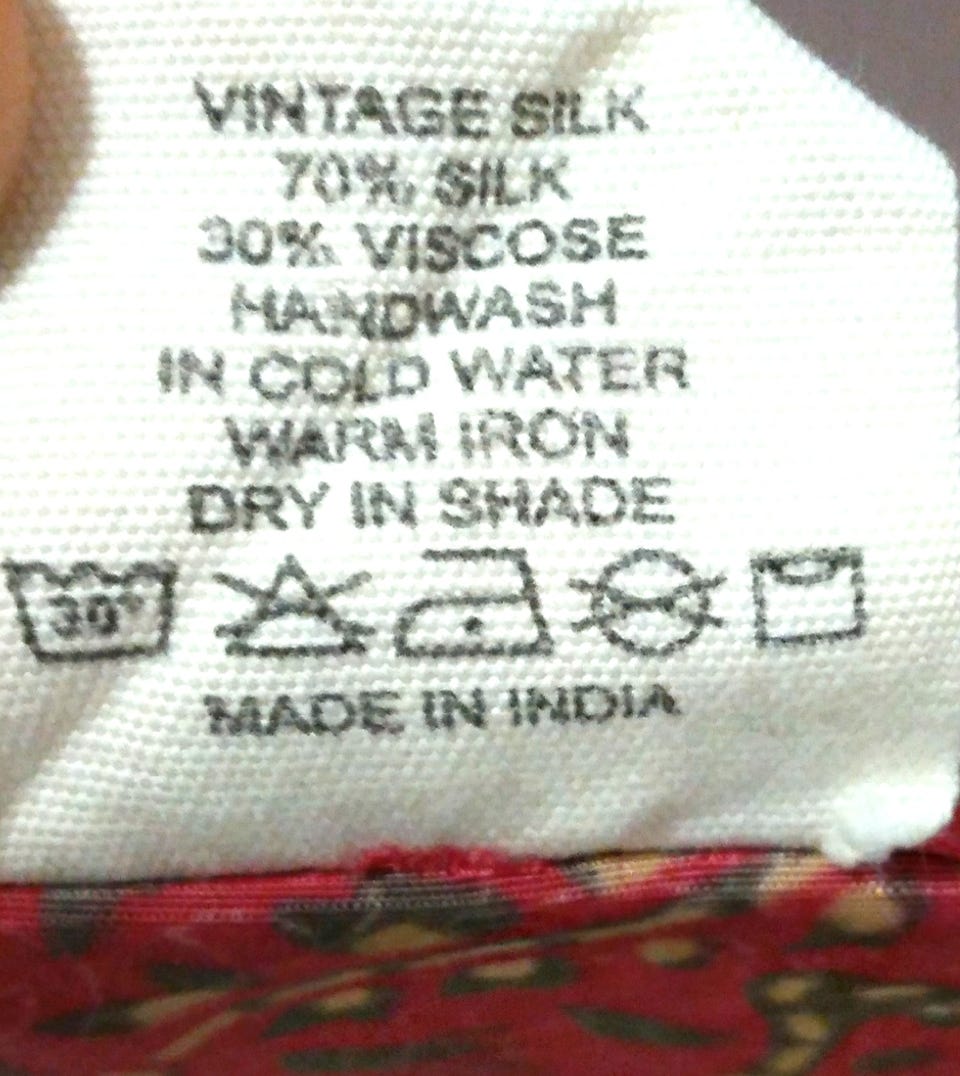 VINTAGE SILK
70% SILK
30% VISCOSE
HANDWASH
IN COLD WATER
WARM IRON
DRY IN SHADE
30°
MADE IN INDIA